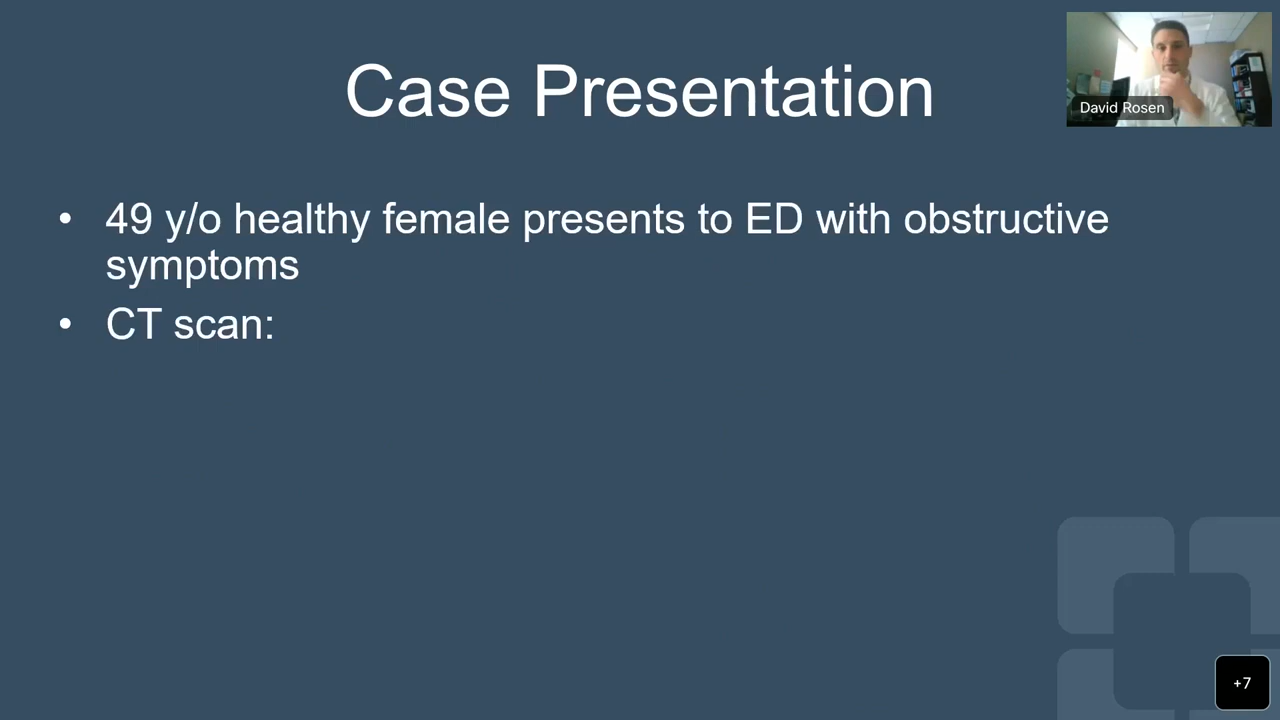 Case Presentation
David Rosen
• 49 y/o healthy female presents to ED with obstructive
symptoms
• CT scan:
+7